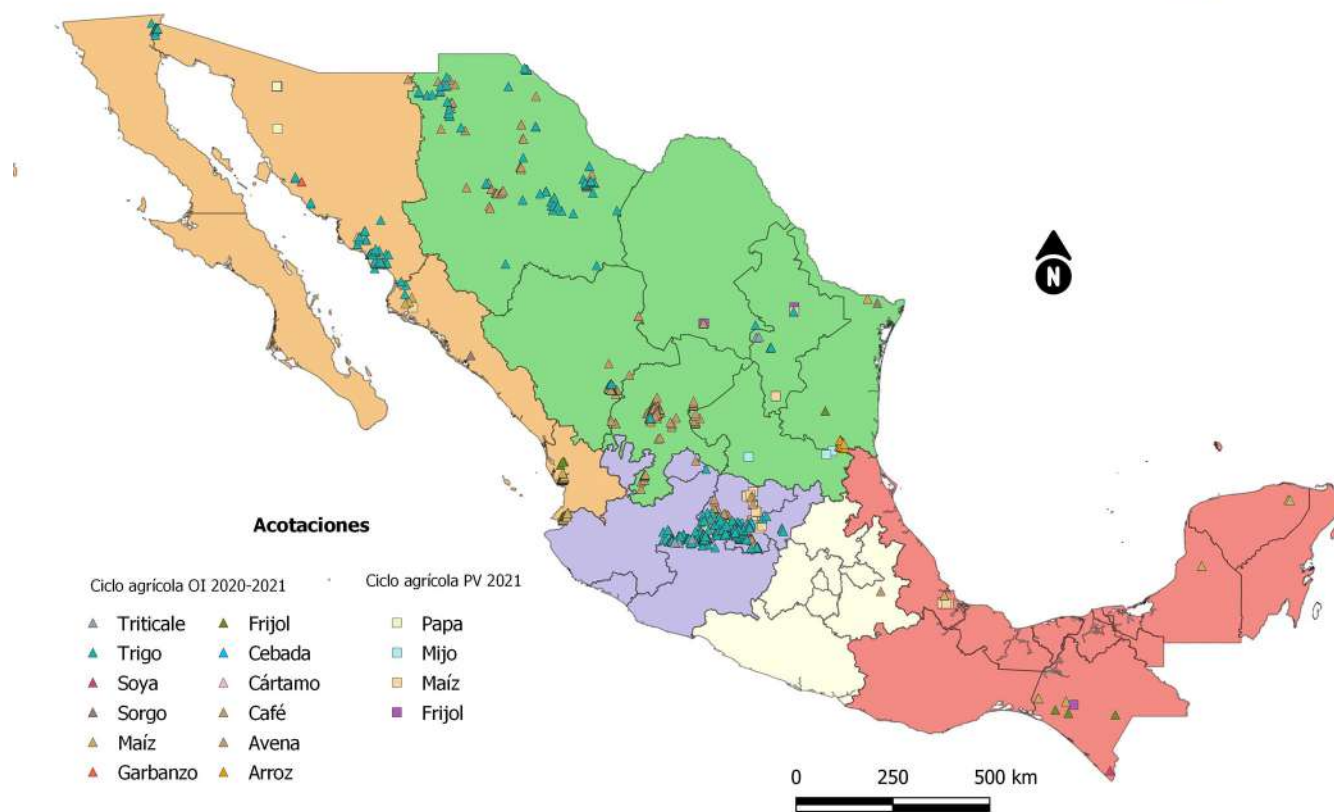 N
Acotaciones
Ciclo agrícola OI 2020-2021
Triticale
Trigo
Soya
Sorgo
Maíz
Garbanzo
Frijol
Cebada
Cártamo
Café
Avena
Arroz
Ciclo agrícola PV 2021
Papa
Mijo
Maíz
Frijol
0 250 500 km